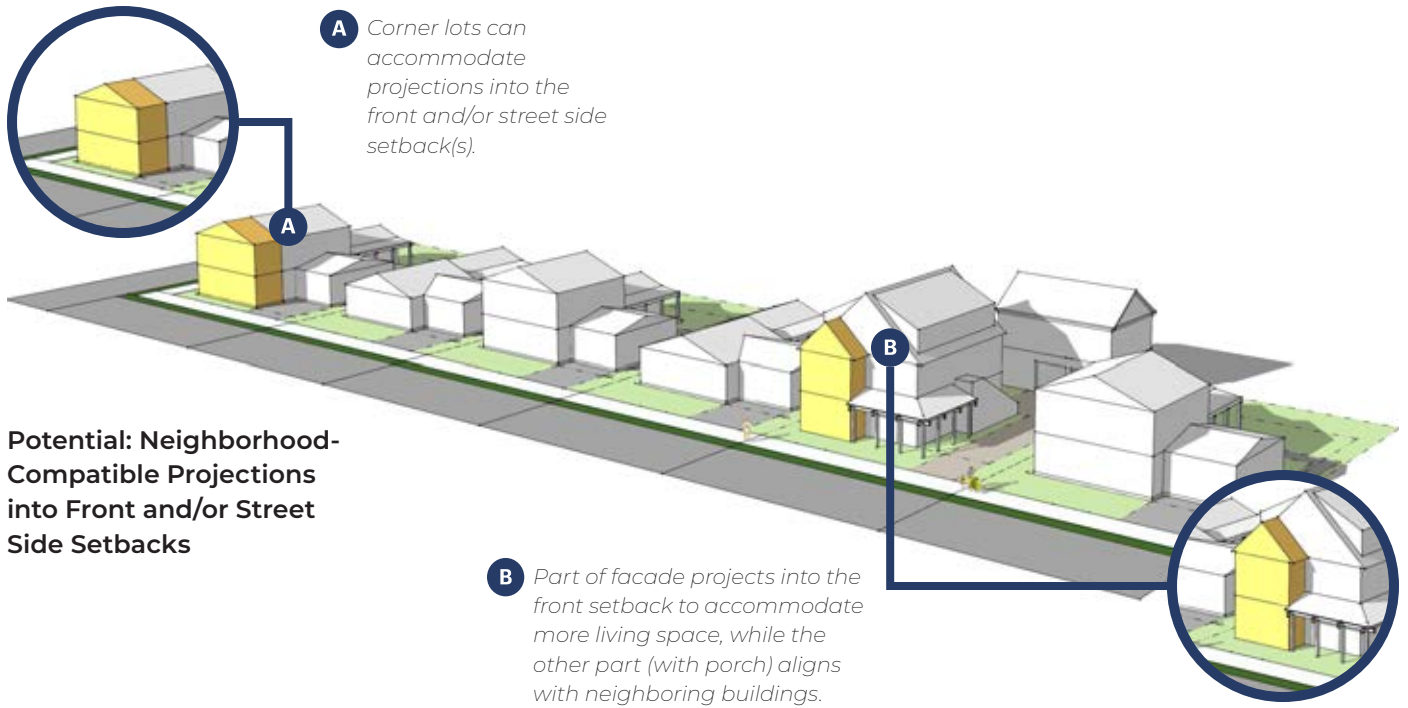 A Corner lots can
accommodate
projections into the
front and/or street side
setback(s).
A
B
Potential: Neighborhood-
Compatible Projections
into Front and/or Street
Side Setbacks
B Part of facade projects into the
front setback to accommodate
more living space, while the
other part (with porch) aligns
with neighboring buildings.